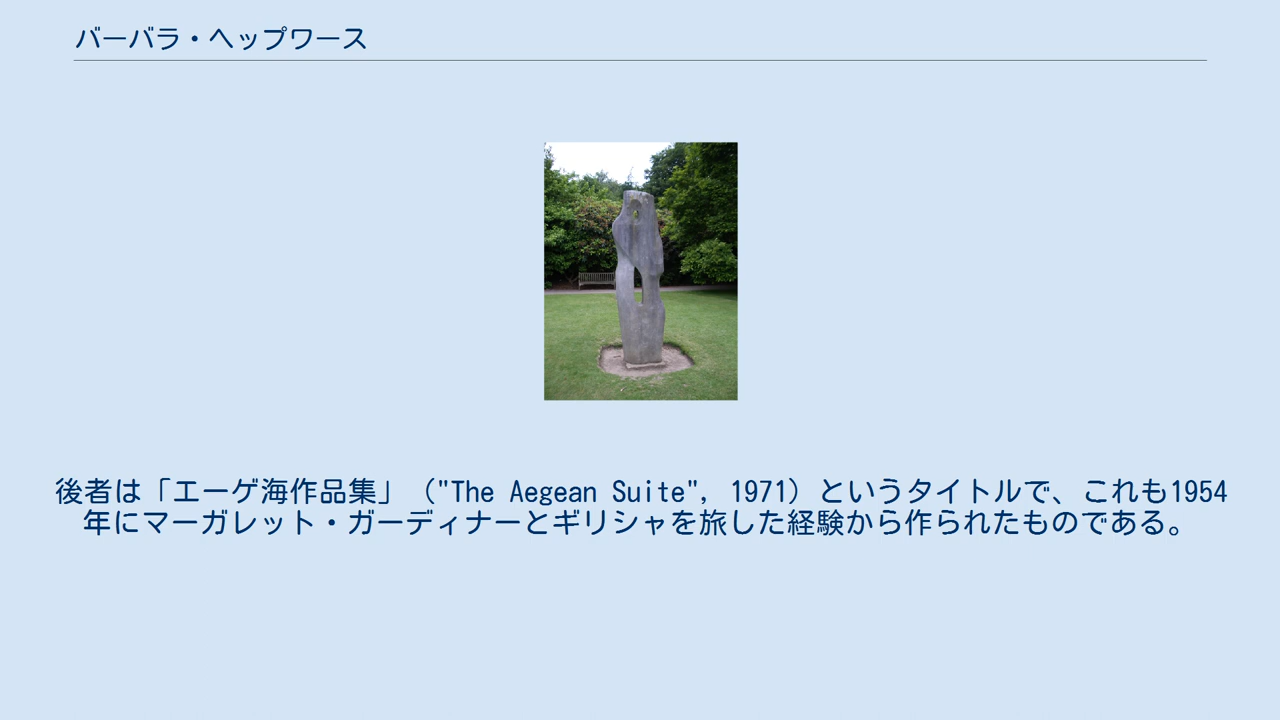 バーバラ・ヘップワース
後者は「エーゲ海作品集」（"The Aegean Suite", 1971）というタイトルで、これも1954
年にマーガレット・ガーディナーとギリシャを旅した経験から作られたものである。